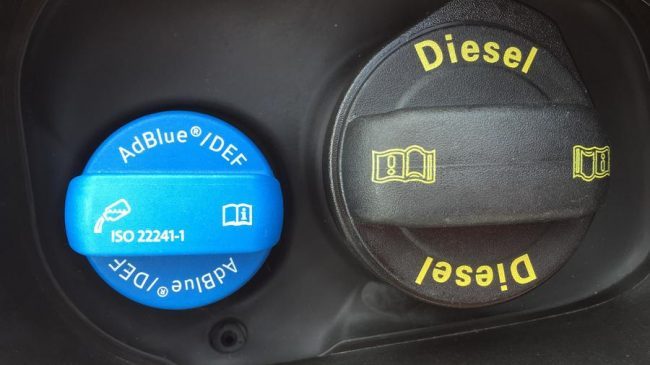 AdBlue®/DEF
ISO 22241-1
AdBlue®/DEF
Diesel
Diesel